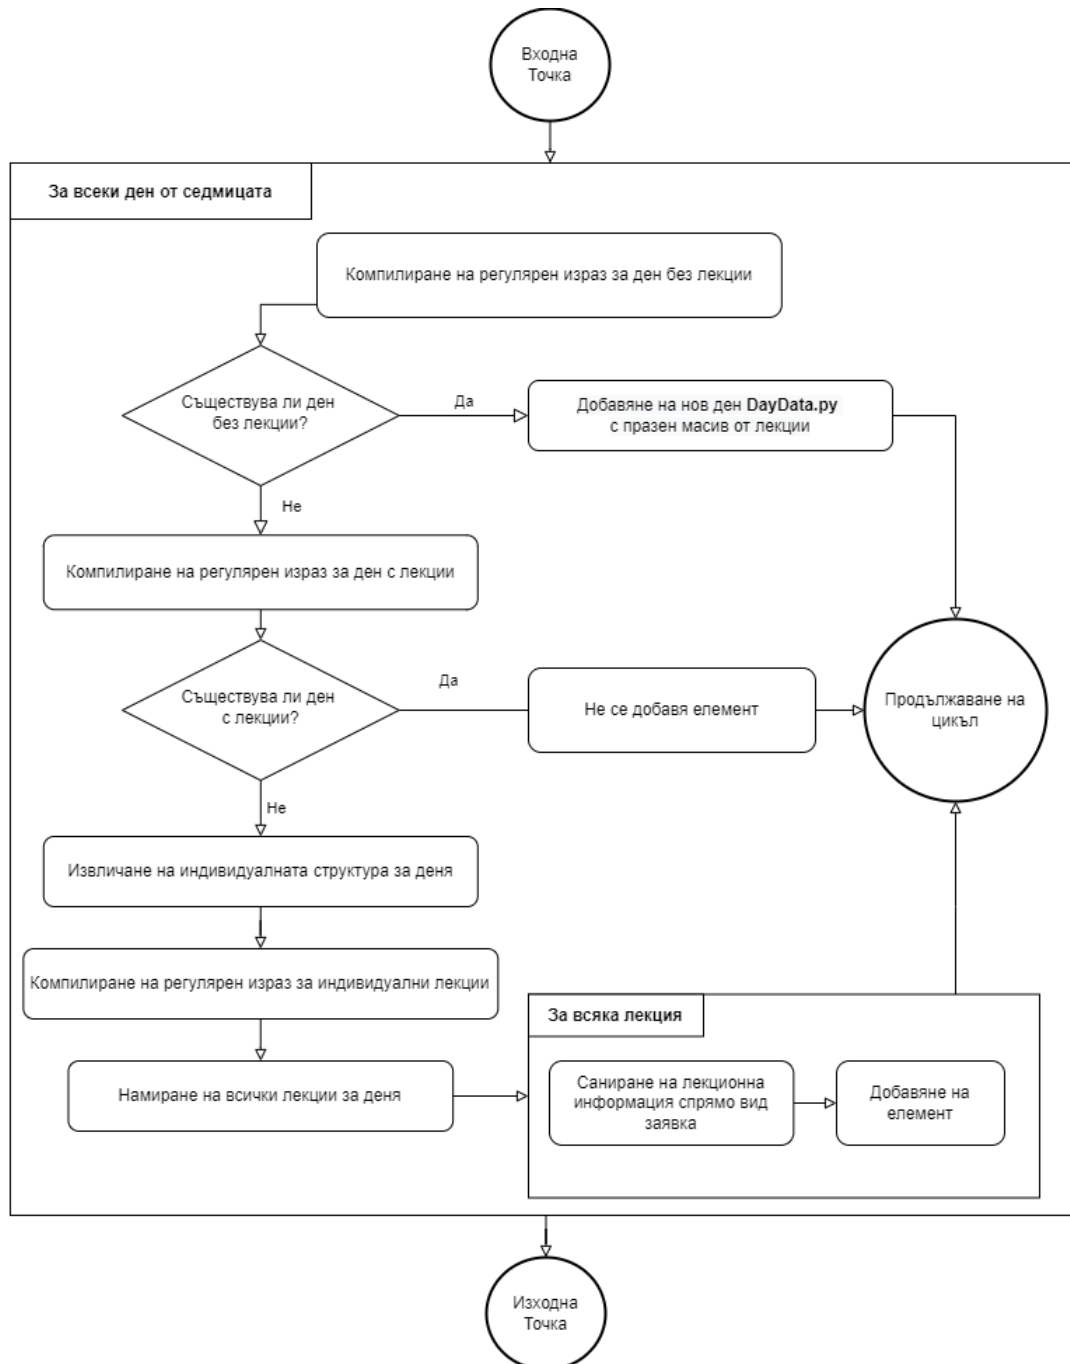 Входна
Точка
За всеки ден от седмицата
Компилиране на регулярен израз за ден без лекции
Съществува ли ден
без лекции?
Да
Добавяне на нов ден DayData.py
с празен масив от лекции
Не
Компилиране на регулярен израз за ден с лекции
Съществува ли ден
с лекции?
Да
Не се добавя елемент
Продължаване на
цикъл
Не
Извличане на индивидуалната структура за деня
Компилиране на регулярен израз за индивидуални лекции
Намиране на всички лекции за деня
За всяка лекция
Саниране на лекционна
информация спрямо вид
заявка
Добавяне на
елемент
Изходна
Точка